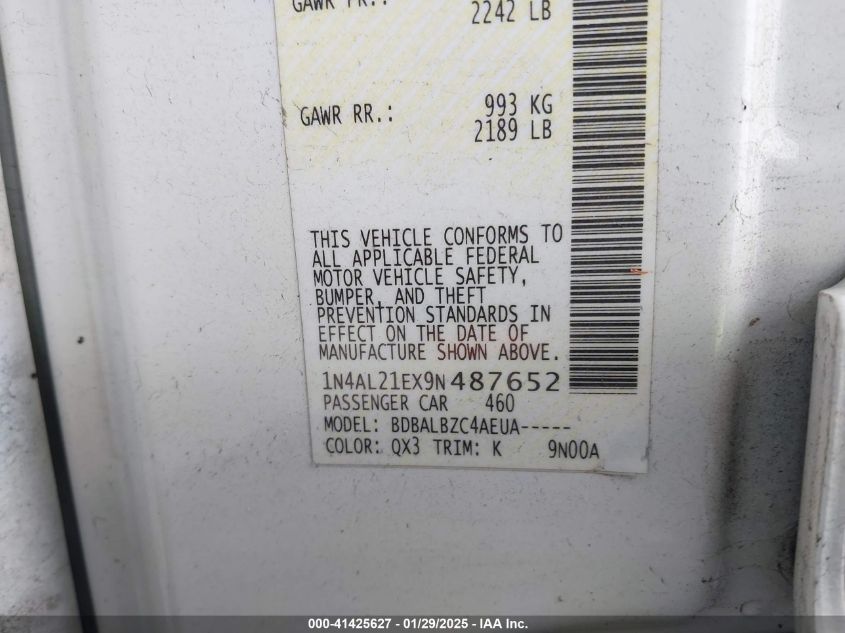 GAWR FR.:
2242 LB
GAWR RR.: 993 KG
2189 LB
THIS VEHICLE CONFORMS TO
ALL APPLICABLE FEDERAL
MOTOR VEHICLE SAFETY,
BUMPER, AND THEFT
PREVENTION STANDARDS IN
EFFECT ON THE DATE OF
MANUFACTURE SHOWN ABOVE.
1N4AL21EX9N487652
PASSENGER CAR 460
MODEL: BDBALBZC4AEUA-----
COLOR: QX3 TRIM: K 9N00A
000-41425627 - 01/29/2025 - IAA Inc.